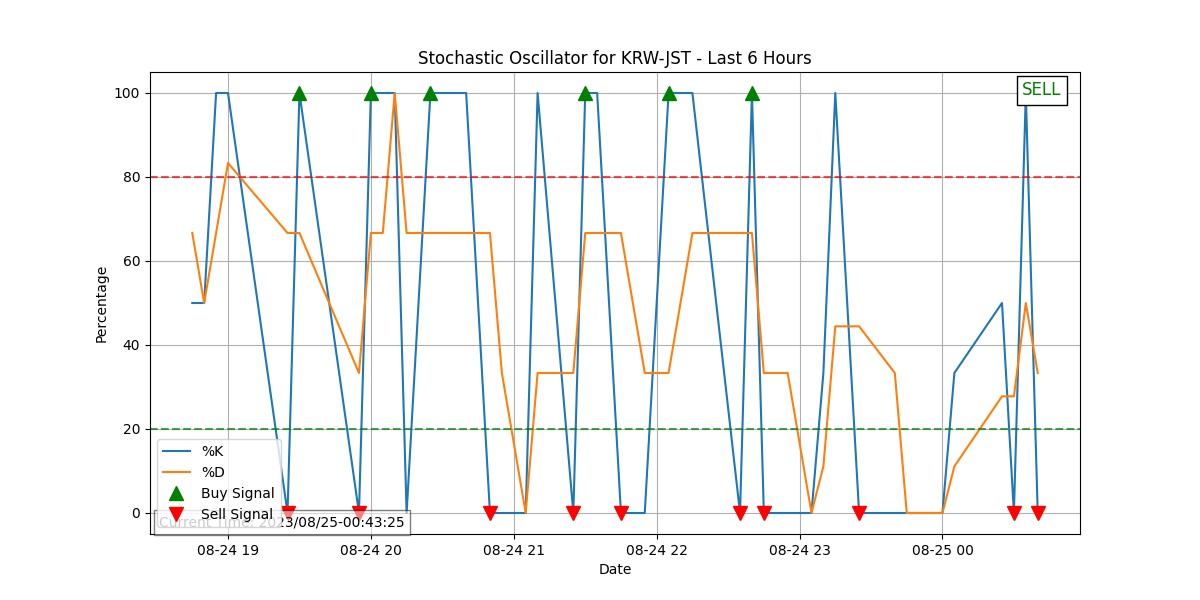 Stochastic Oscillator for KRW-JST - Last 6 Hours
SELL
100
80
60
40
20
0
Percentage
%K
%D
Buy Signal
Sell Signal
Current Time: 2023/08/25-00:43:25
08-24 19
08-24 20
08-24 21
08-24 22
08-24 23
08-25 00
Date